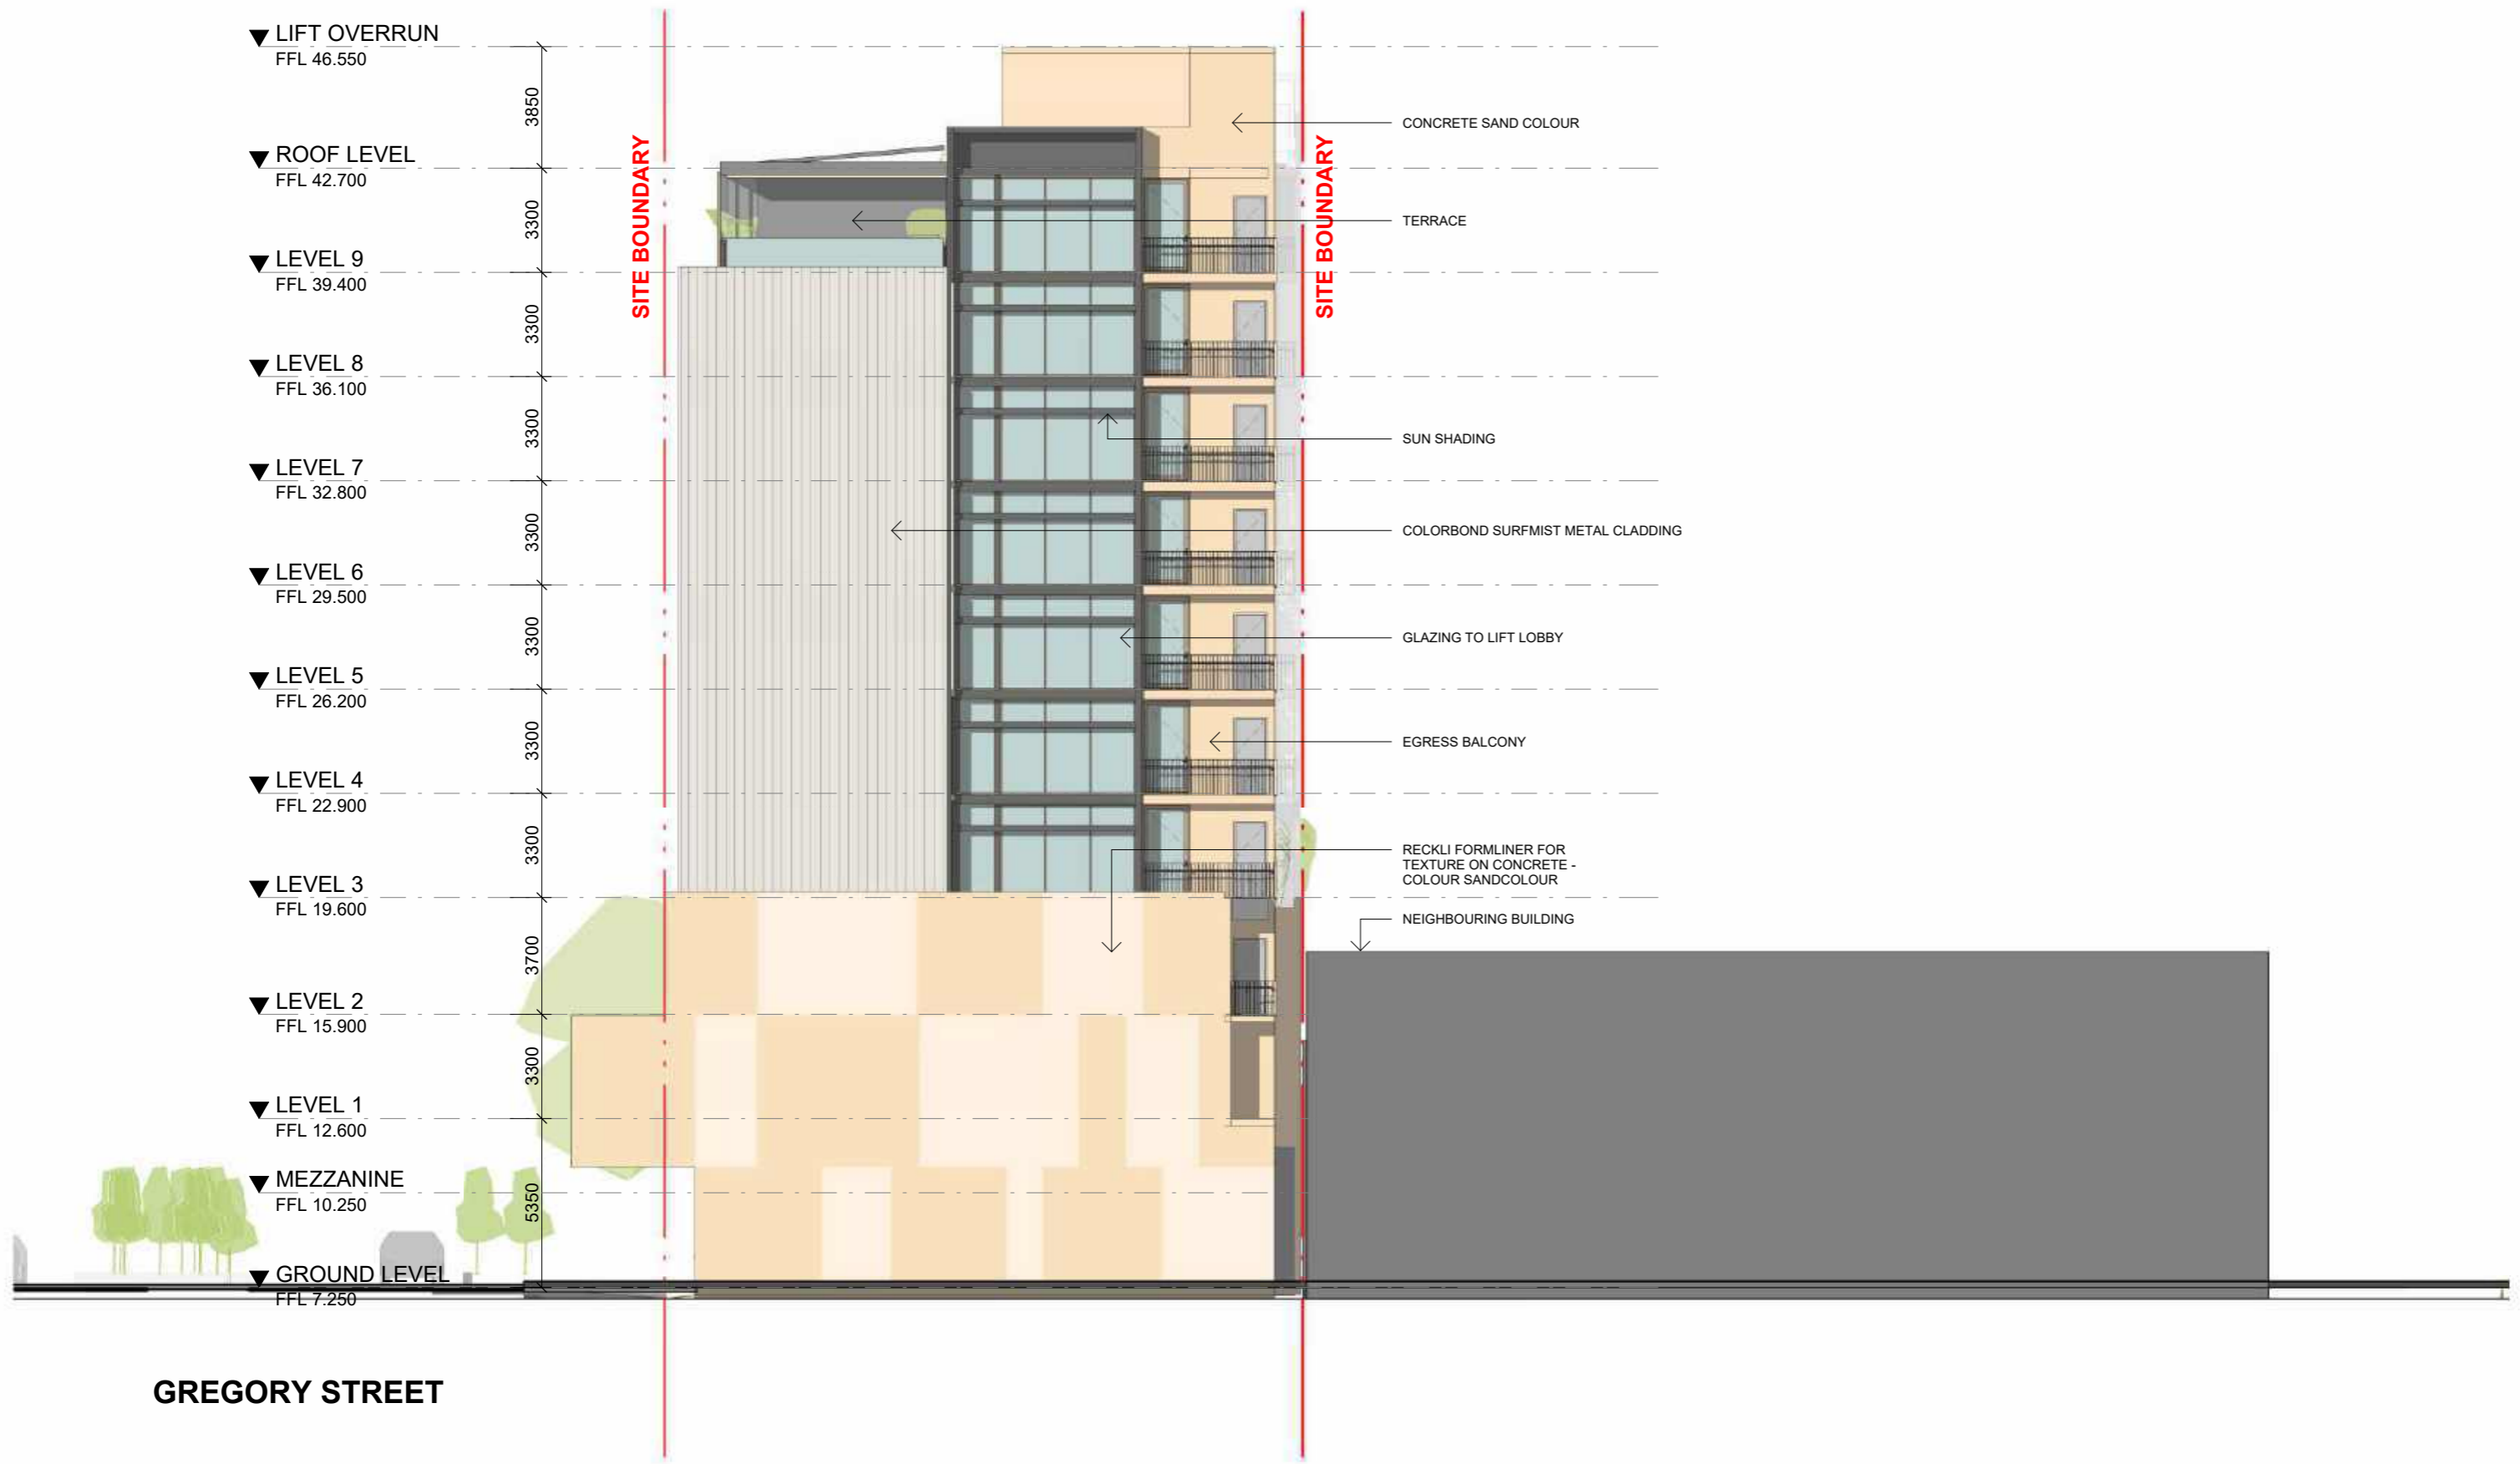 LIFT OVERRUN
FFL 46.550
3850
CONCRETE SAND COLOUR
ROOF LEVEL
FFL 42.700
SITE BOUNDARY
SITE BOUNDARY
3300
TERRACE
LEVEL 9
FFL 39.400
3300
LEVEL 8
FFL 36.100
3300
SUN SHADING
LEVEL 7
FFL 32.800
3300
COLORBOND SURFMIST METAL CLADDING
LEVEL 6
FFL 29.500
3300
GLAZING TO LIFT LOBBY
LEVEL 5
FFL 26.200
3300
EGRESS BALCONY
LEVEL 4
FFL 22.900
3300
RECKLI FORMLINER FOR
TEXTURE ON CONCRETE -
COLOUR SANDCOLOUR
LEVEL 3
FFL 19.600
NEIGHBOURING BUILDING
3700
LEVEL 2
FFL 15.900
3300
LEVEL 1
FFL 12.600
MEZZANINE
FFL 10.250
5350
GROUND LEVEL
FFL 7.250
GREGORY STREET